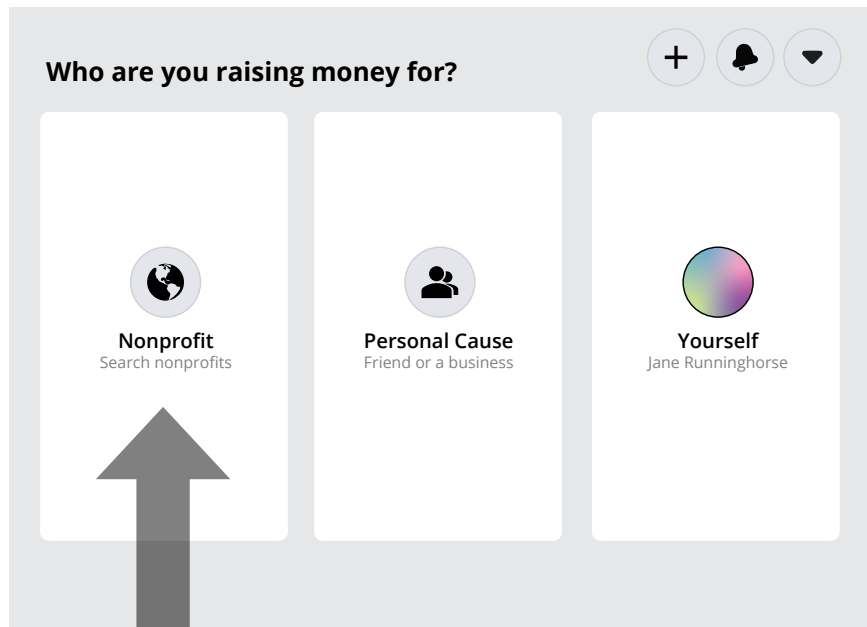 Who are you raising money for?
Nonprofit
Search nonprofits
Personal Cause
Friend or a business
Yourself
Jane Runninghorse